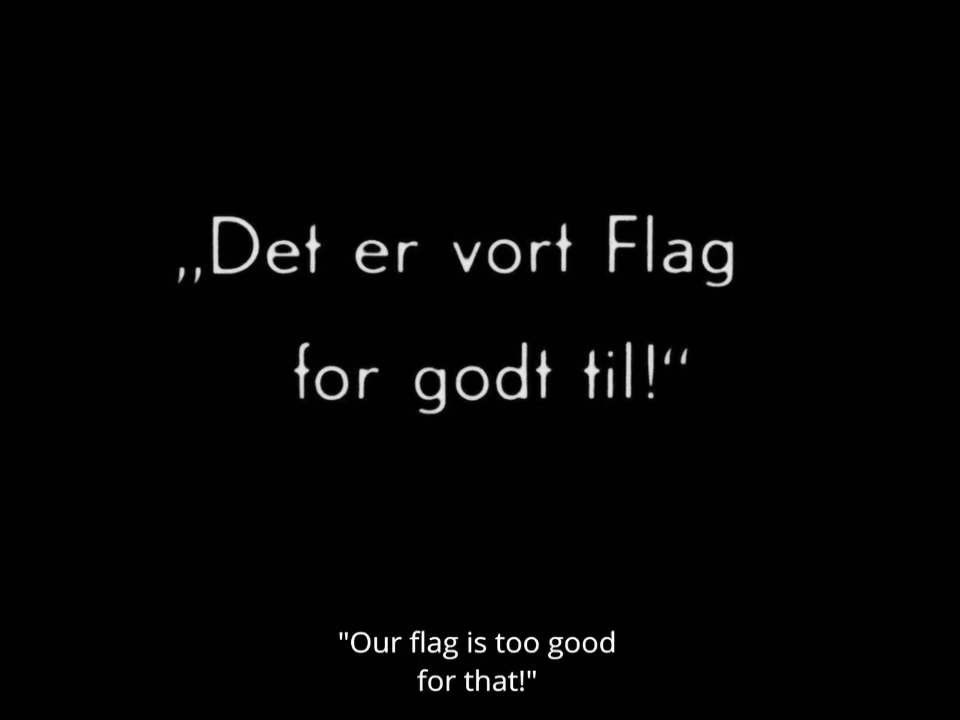 „Det er vort Flag
for godt til!“
"Our flag is too good
for that!"